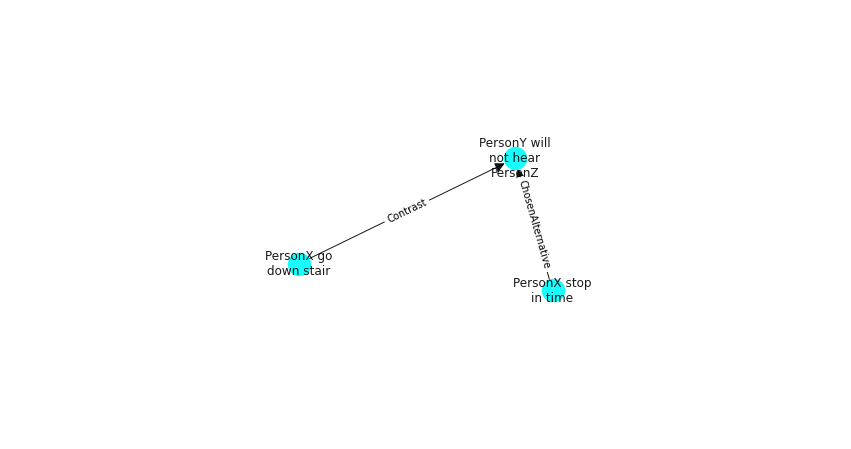 PersonY will
not hear
PersonZ
Contrast
ChosenAlternative
PersonX go
down stair
PersonX stop
in time